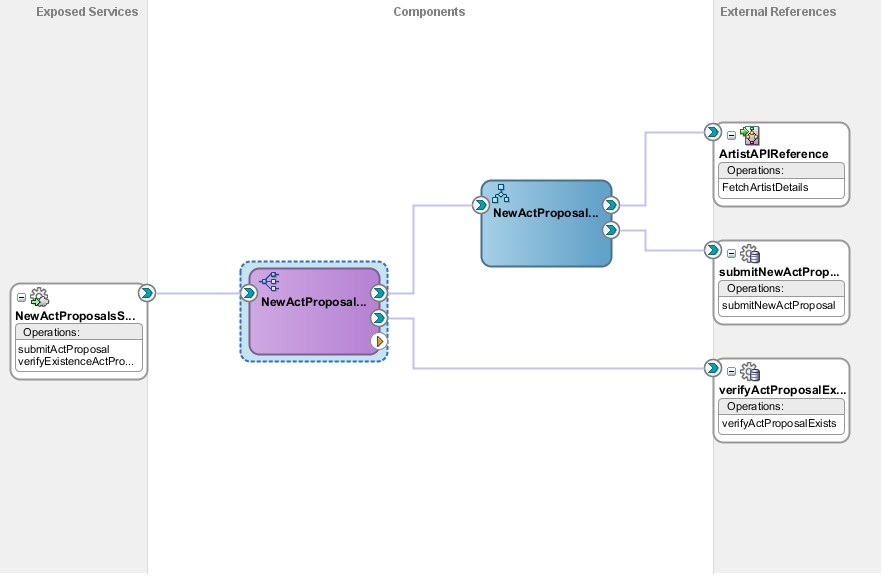 Exposed Services
Components
External References
ArtistAPIReference
Operations:
FetchArtistDetails
NewActProposal...
submitNewActProp...
Operations:
submitNewActProposal
NewActProposal...
NewActProposalsS...
Operations:
submitActProposal
verifyExistenceActPro...
verifyActProposalEx...
Operations:
verifyActProposalExists